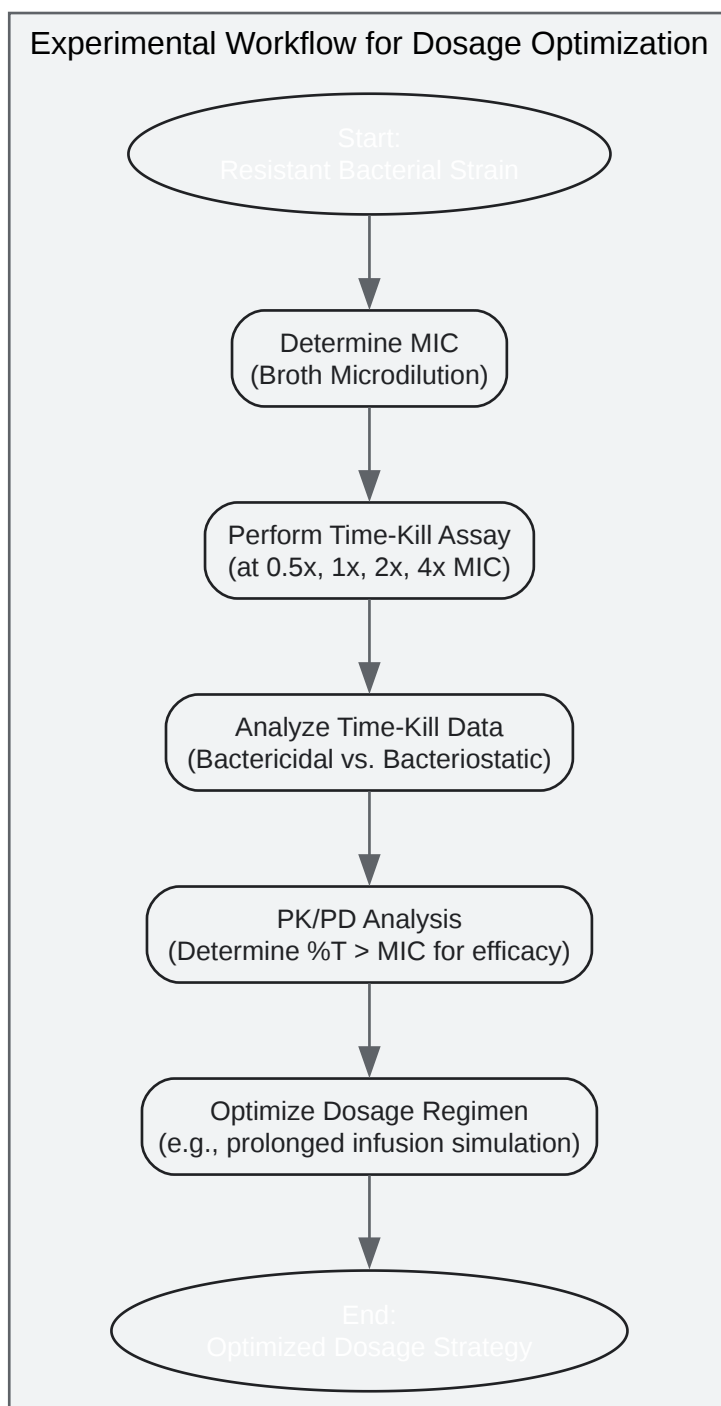 Experimental Workflow for Dosage Optimization
Start:
Resistant Bacterial Strain
Determine MIC
(Broth Microdilution)
Perform Time-Kill Assay
(at 0.5x, 1x, 2x, 4x MIC)
Analyze Time-Kill Data
(Bactericidal vs. Bacteriostatic)
PK/PD Analysis
(Determine %T > MIC for efficacy)
Optimize Dosage Regimen
(e.g., prolonged infusion simulation)
End:
Optimized Dosage Strategy